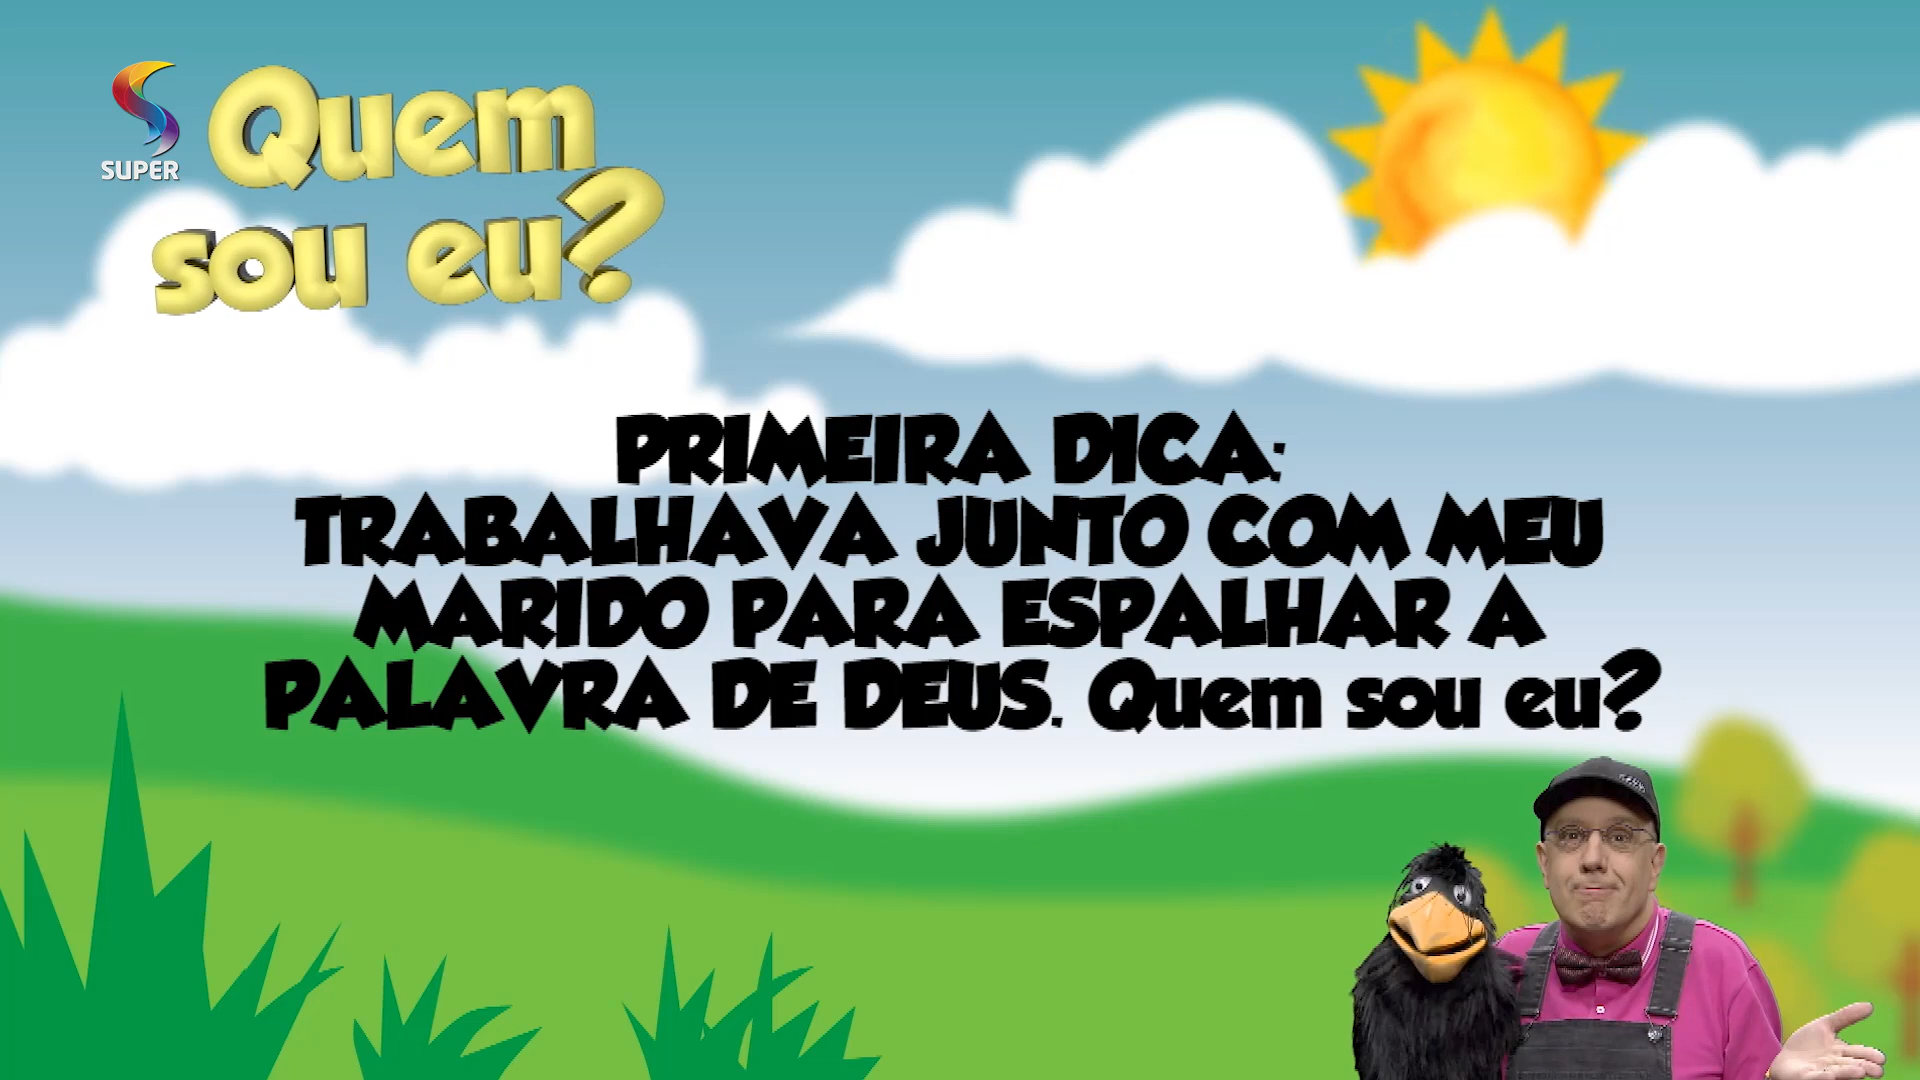 SUPER
Quem
sou eu?
PRIMEIRA DICA:
TRABALHAVA JUNTO COM MEU
MARIDO PARA ESPALHAR A
PALAVRA DE DEUS. Quem sou eu?